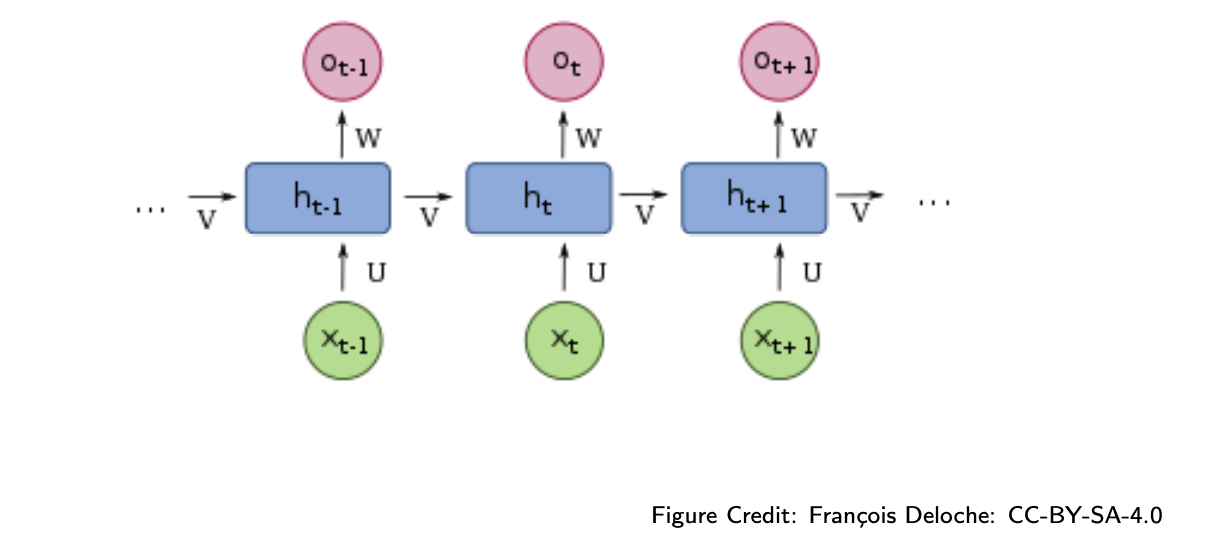 o_{t-1} o_t o_{t+1}
W W W
... V h_{t-1} V h_t V h_{t+1} V ...
U U U
x_{t-1} x_t x_{t+1}
Figure Credit: François Deloche: CC-BY-SA-4.0